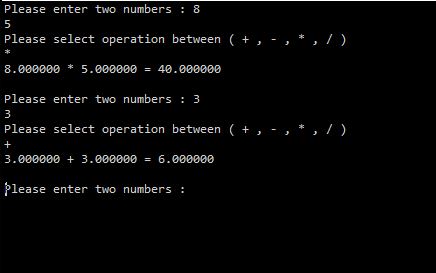 Please enter two numbers : 8
5
Please select operation between ( + , - , * , / )
*
8.000000 * 5.000000 = 40.000000
Please enter two numbers : 3
3
Please select operation between ( + , - , * , / )
+
3.000000 + 3.000000 = 6.000000
Please enter two numbers :